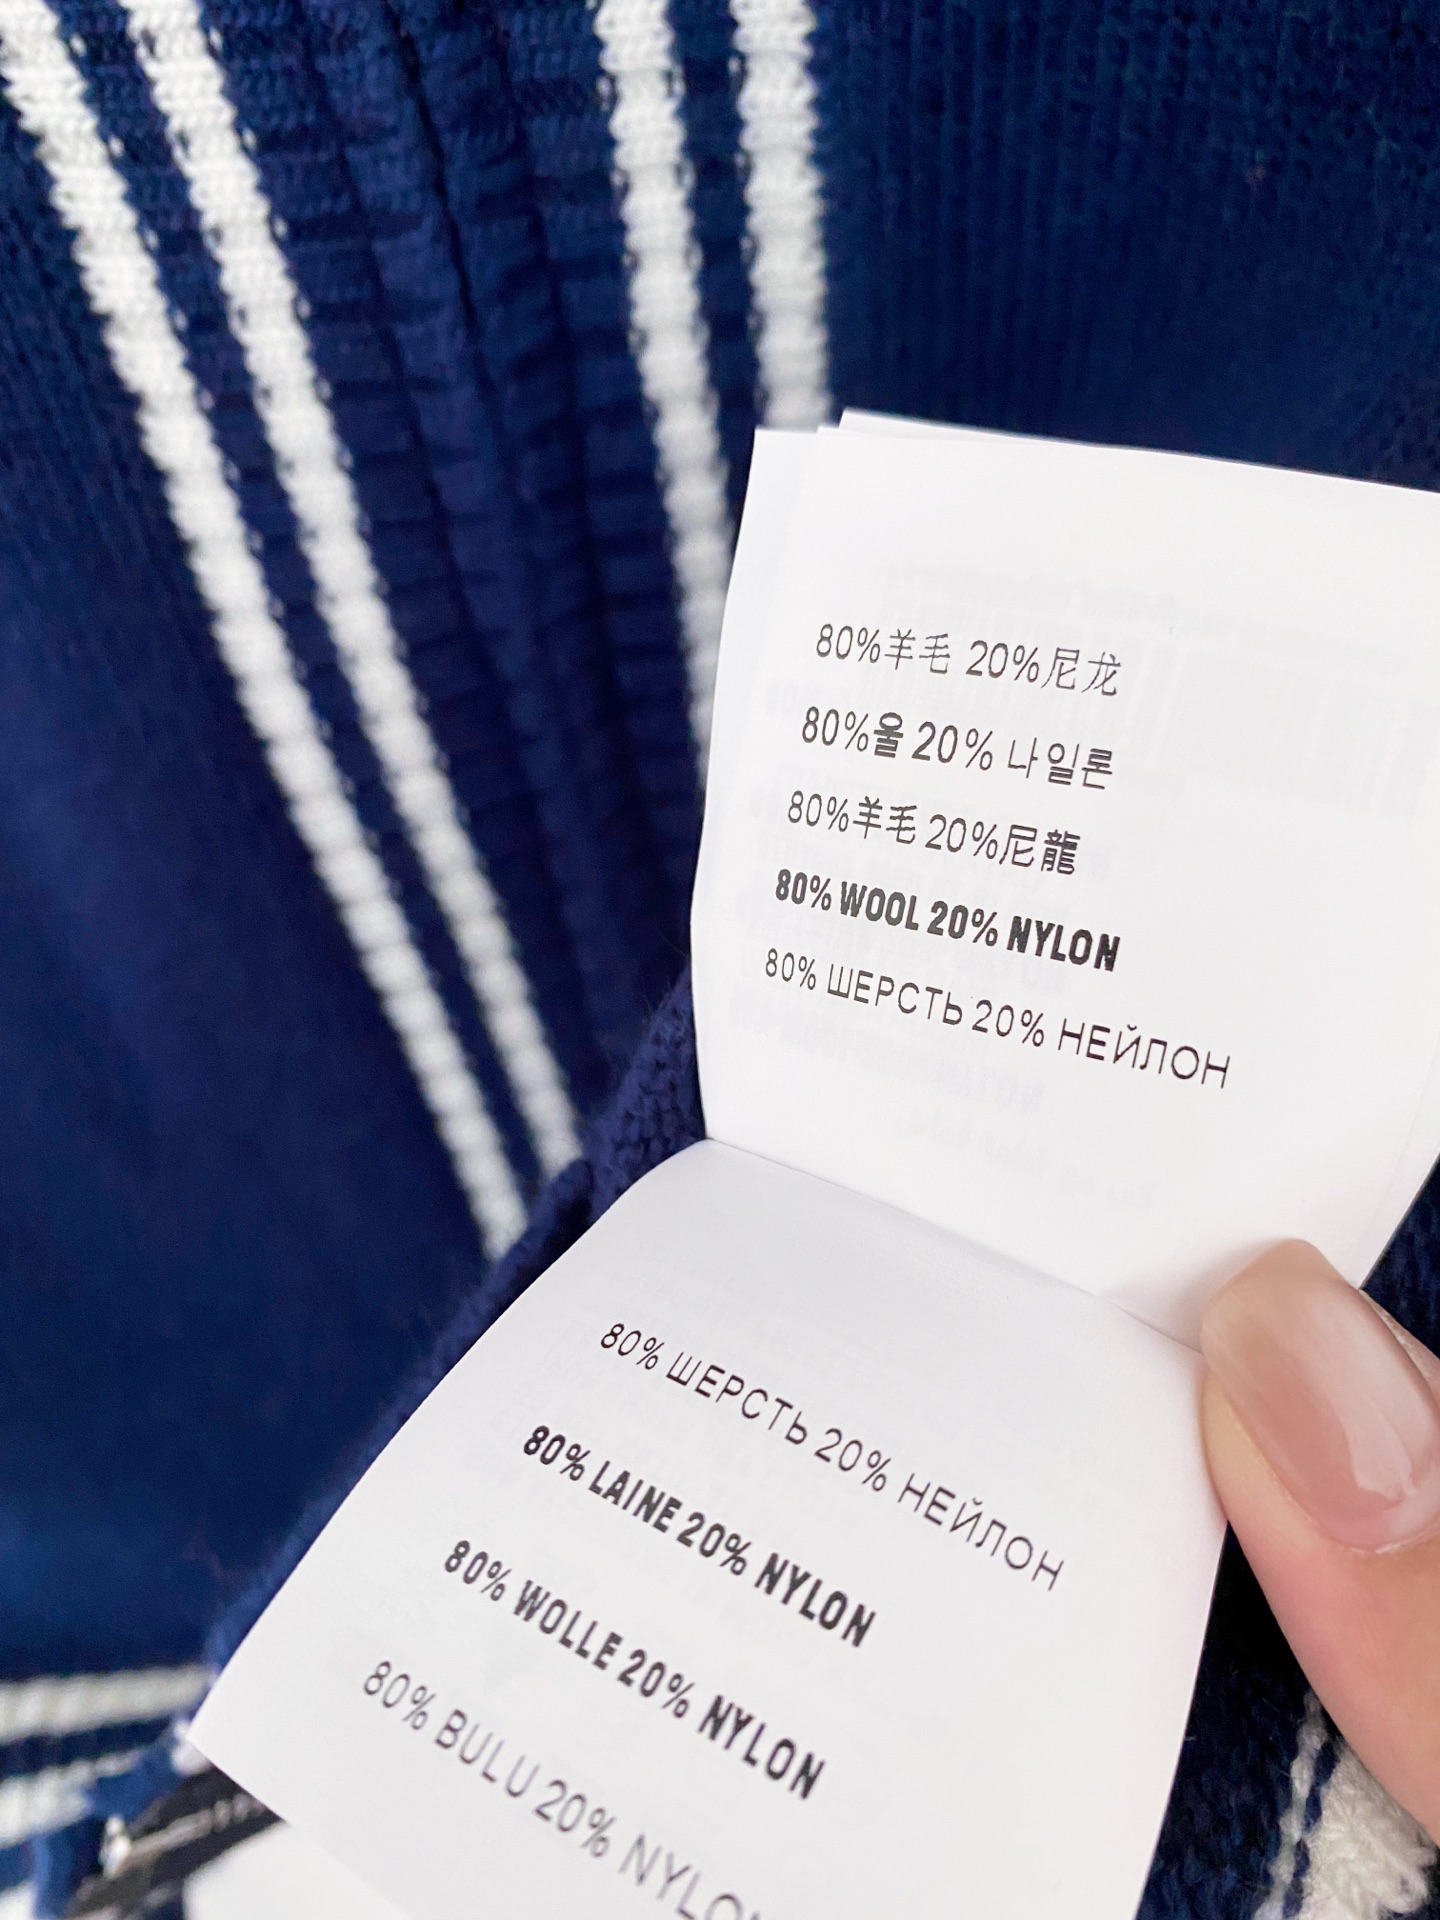 80%羊毛 20%尼龙
80%울 20% 나일론
80%羊毛 20%尼龍
80% WOOL 20% NYLON
80% ШЕРСТЬ 20% НЕЙЛОН
80% ШЕРСТЬ 20% НЕЙЛОН
80% LAINE 20% NYLON
80% WOLLE 20% NYLON
80% BULU 20% NYLON